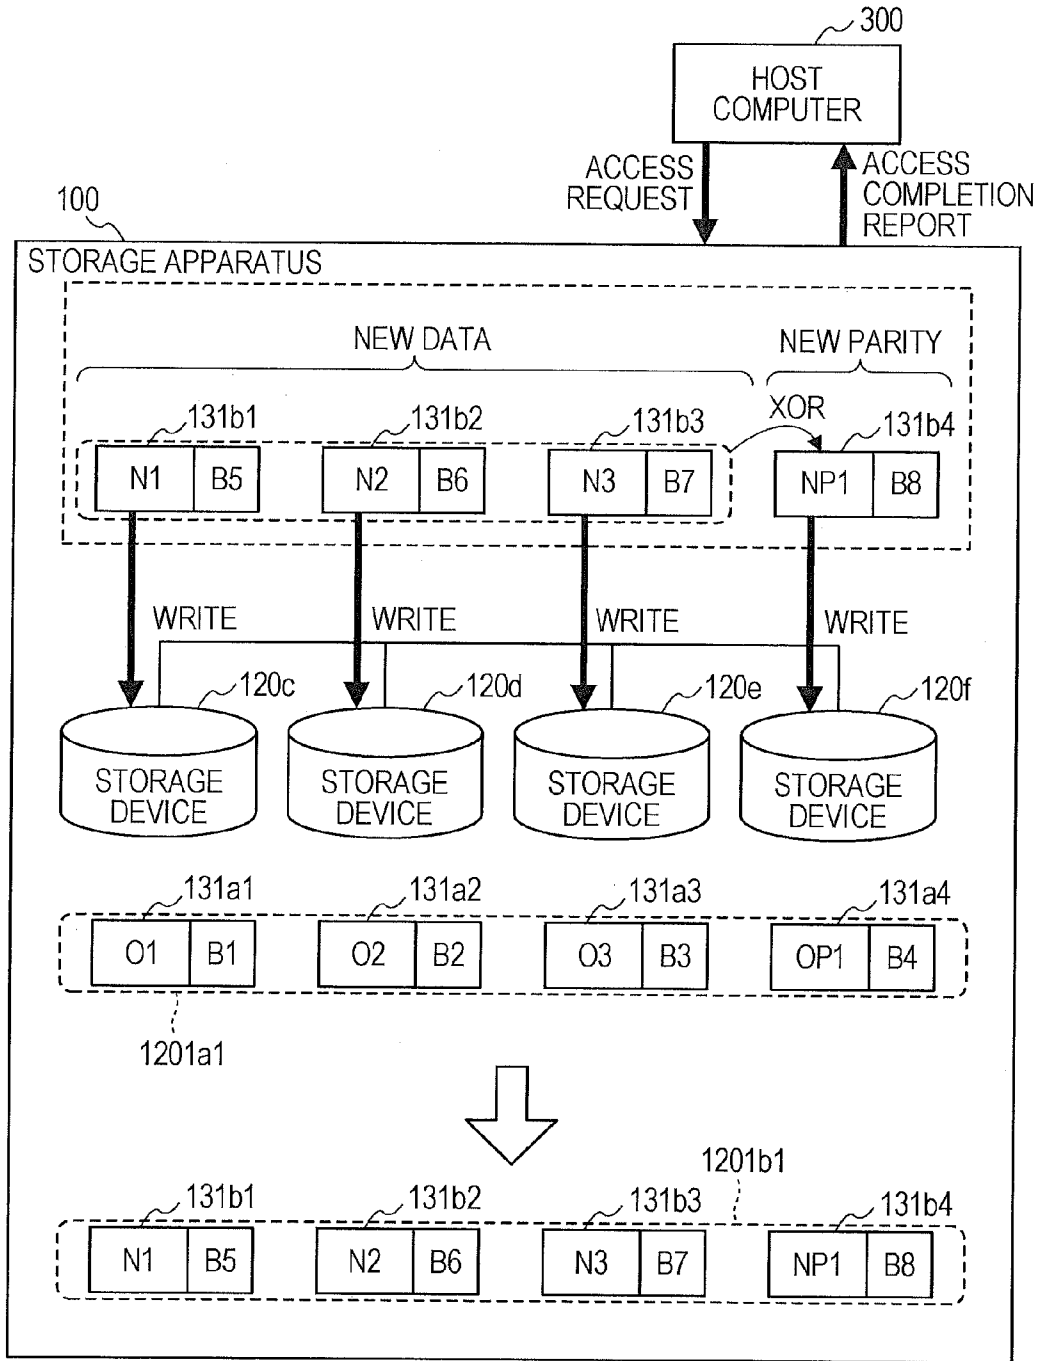 300
HOST
COMPUTER
ACCESS
REQUEST
ACCESS
COMPLETION
REPORT
100
STORAGE APPARATUS
NEW DATA
NEW PARITY
131b1
131b2
131b3
XOR
131b4
N1 B5
N2 B6
N3 B7
NP1 B8
WRITE
WRITE
WRITE
WRITE
120c
120d
120e
120f
STORAGE
DEVICE
STORAGE
DEVICE
STORAGE
DEVICE
STORAGE
DEVICE
131a1
131a2
131a3
131a4
O1 B1
O2 B2
O3 B3
OP1 B4
1201a1
1201b1
131b1
131b2
131b3
131b4
N1 B5
N2 B6
N3 B7
NP1 B8